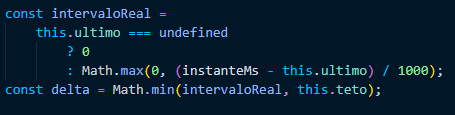 const intervaloReal =
    this.ultimo === undefined
        ? 0
        : Math.max(0, (instanteMs - this.ultimo) / 1000);
const delta = Math.min(intervaloReal, this.teto);